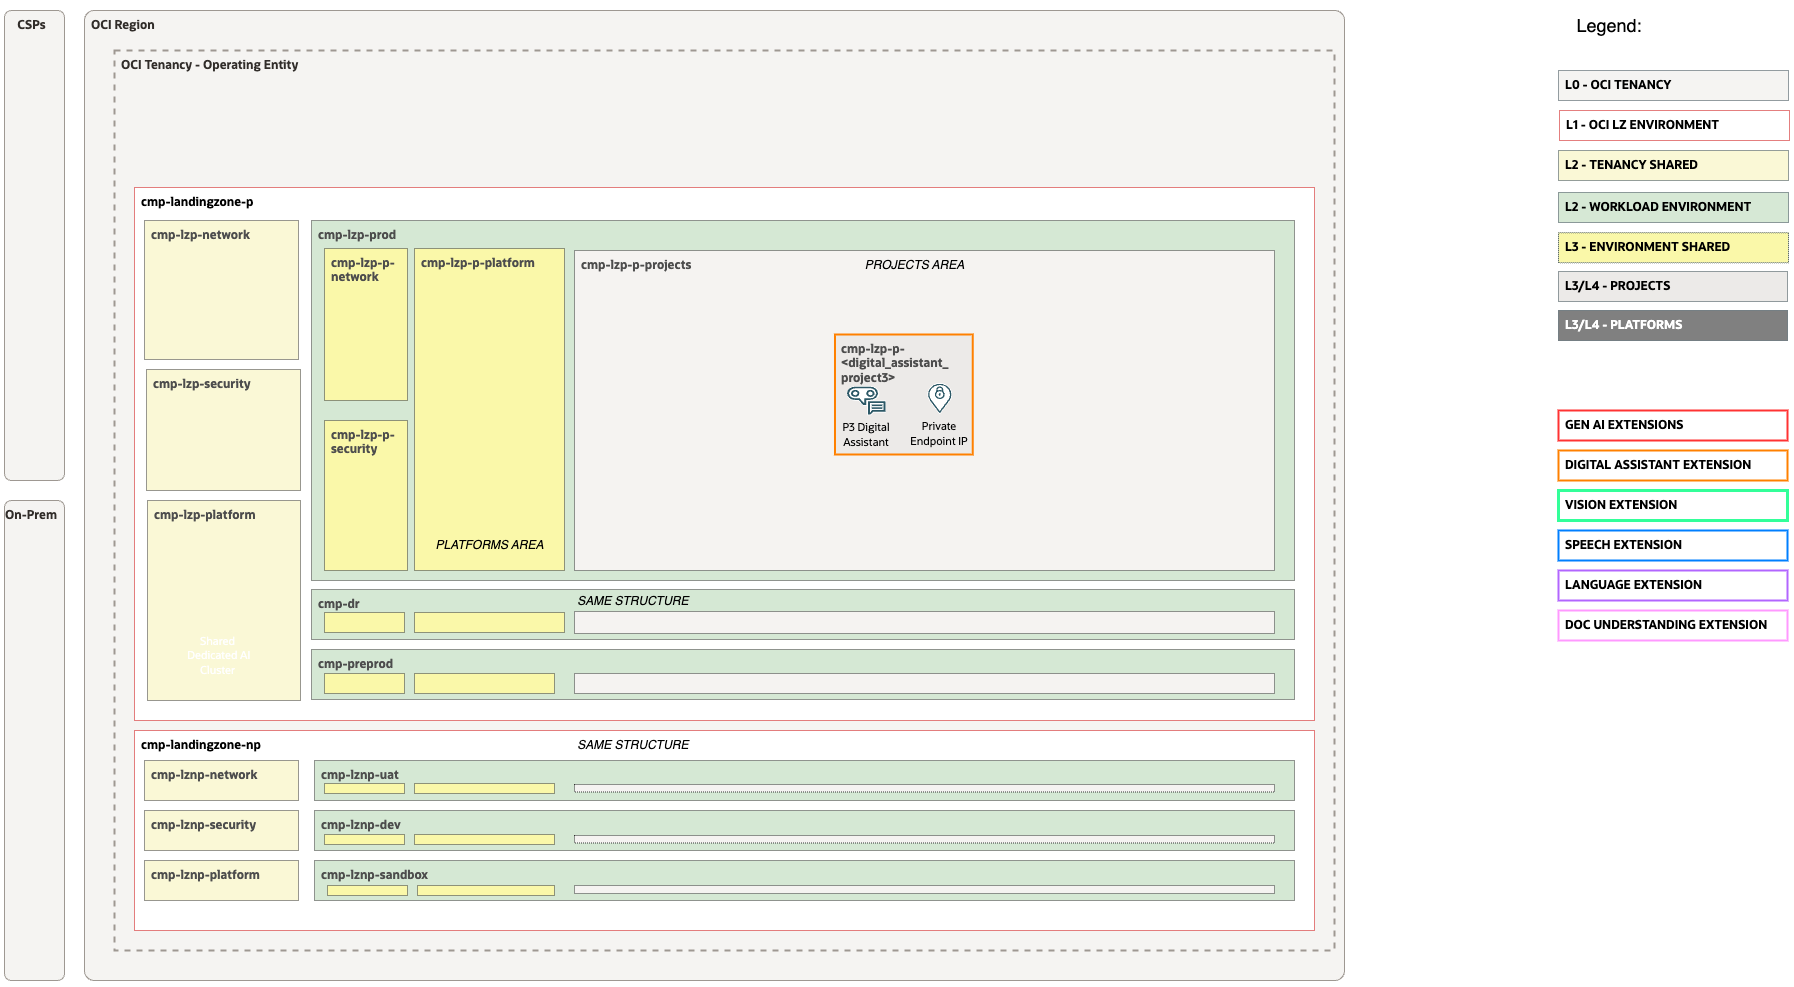 CSPs
On-Prem
OCI Region
OCI Tenancy - Operating Entity
cmp-landingzone-p
cmp-lzp-network
cmp-lzp-security
cmp-lzp-platform
Shared
Dedicated AI
Cluster
cmp-lzp-prod
cmp-lzp-p-
network
cmp-lzp-p-
security
cmp-lzp-p-platform
PLATFORMS AREA
cmp-lzp-p-projects
PROJECTS AREA
cmp-lzp-p-
<digital_assistant_
project3>
P3 Digital
Assistant
Private
Endpoint IP
cmp-dr
SAME STRUCTURE
cmp-preprod
cmp-landingzone-np
SAME STRUCTURE
cmp-lznp-network
cmp-lznp-security
cmp-lznp-platform
cmp-lznp-uat
cmp-lznp-dev
cmp-lznp-sandbox
Legend:
L0 - OCI TENANCY
L1 - OCI LZ ENVIRONMENT
L2 - TENANCY SHARED
L2 - WORKLOAD ENVIRONMENT
L3 - ENVIRONMENT SHARED
L3/L4 - PROJECTS
L3/L4 - PLATFORMS
GEN AI EXTENSIONS
DIGITAL ASSISTANT EXTENSION
VISION EXTENSION
SPEECH EXTENSION
LANGUAGE EXTENSION
DOC UNDERSTANDING EXTENSION